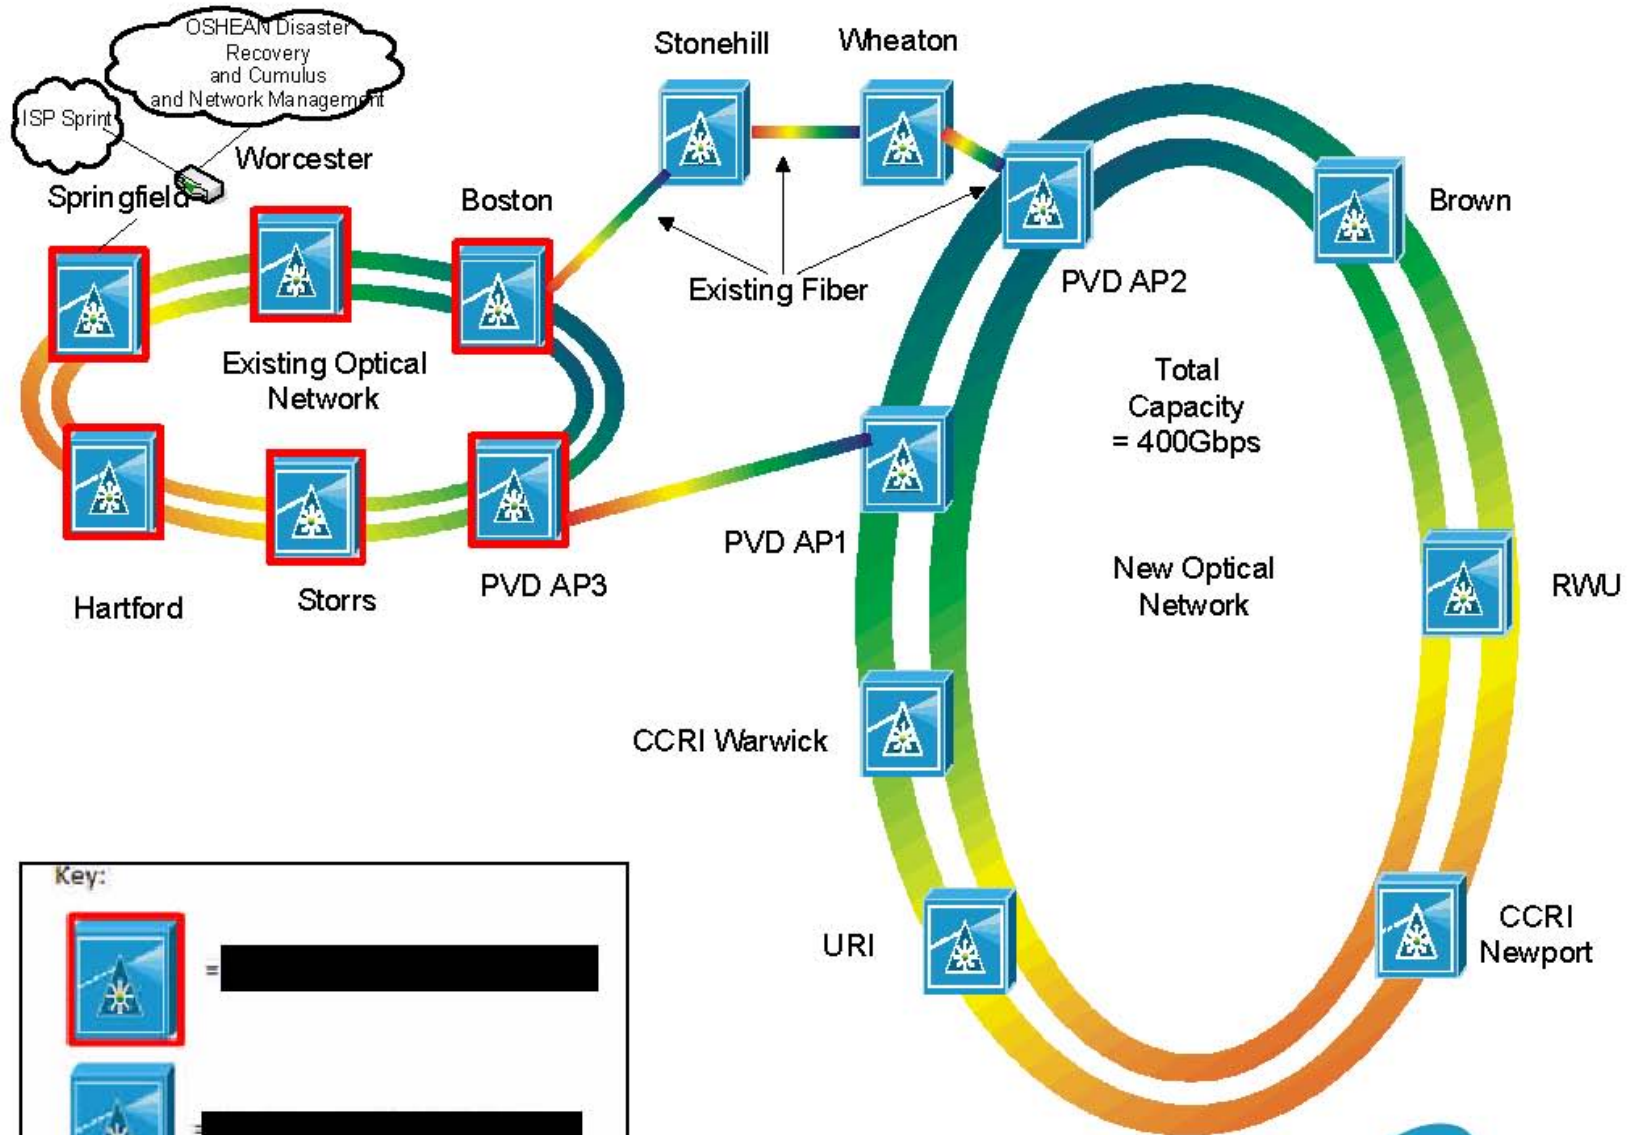 OSHEAN Disaster
Recovery
and Cumulus
and Network Management
ISP Sprint
Worcester
Springfield
Boston
Stonehill
Wheaton
Existing Fiber
PVD AP2
Brown
Existing Optical
Network
Total
Capacity
= 400Gbps
PVD AP1
New Optical
Network
RWU
Hartford
Storrs
PVD AP3
CCRI Warwick
URI
CCRI
Newport
Key:
=
=